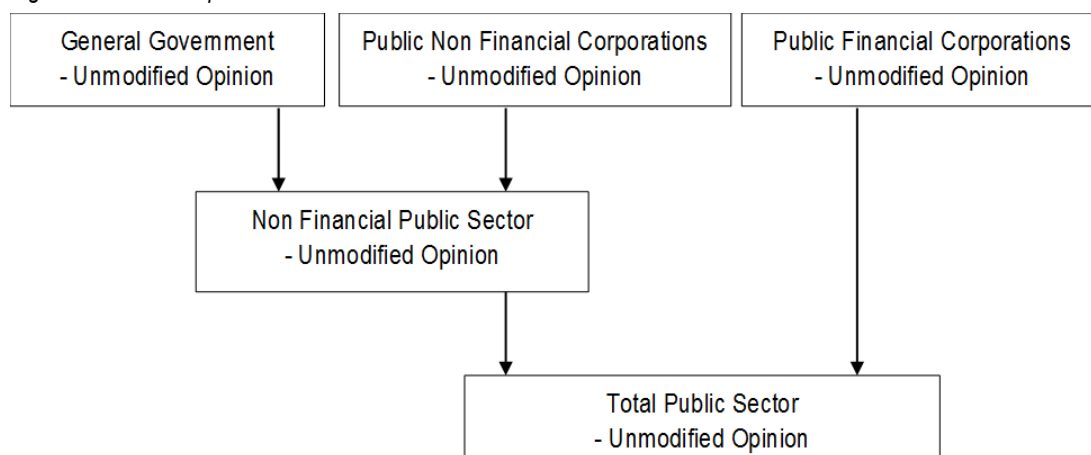 General Government
- Unmodified Opinion
Public Non Financial Corporations
- Unmodified Opinion
Public Financial Corporations
- Unmodified Opinion
Non Financial Public Sector
- Unmodified Opinion
Total Public Sector
- Unmodified Opinion